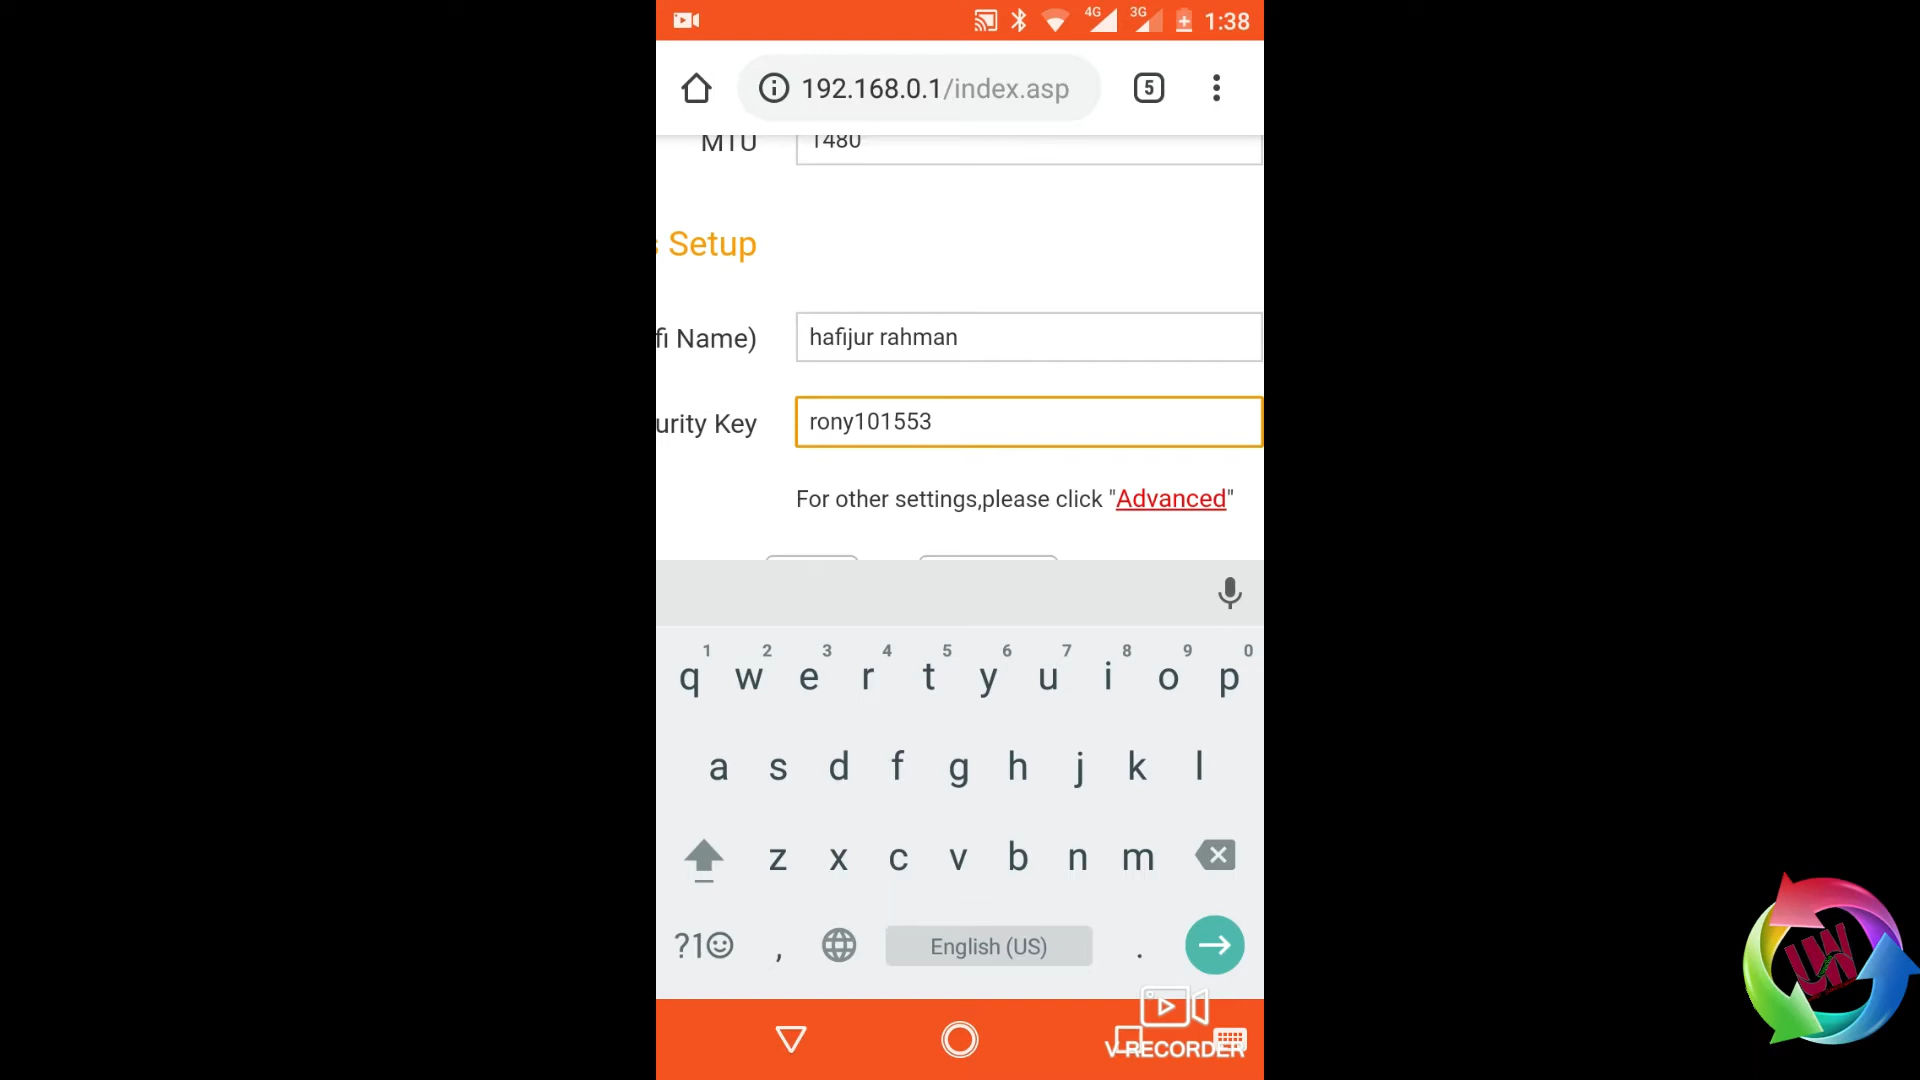 4G 3G 1:38
192.168.0.1/index.asp 5
MTU 1480
s Setup
fi Name) hafijur rahman
urity Key rony101553
For other settings,please click "Advanced"
1 2 3 4 5 6 7 8 9 0
q w e r t y u i o p
a s d f g h j k l
z x c v b n m
?1☺ , English (US) .
V RECORDER
UW